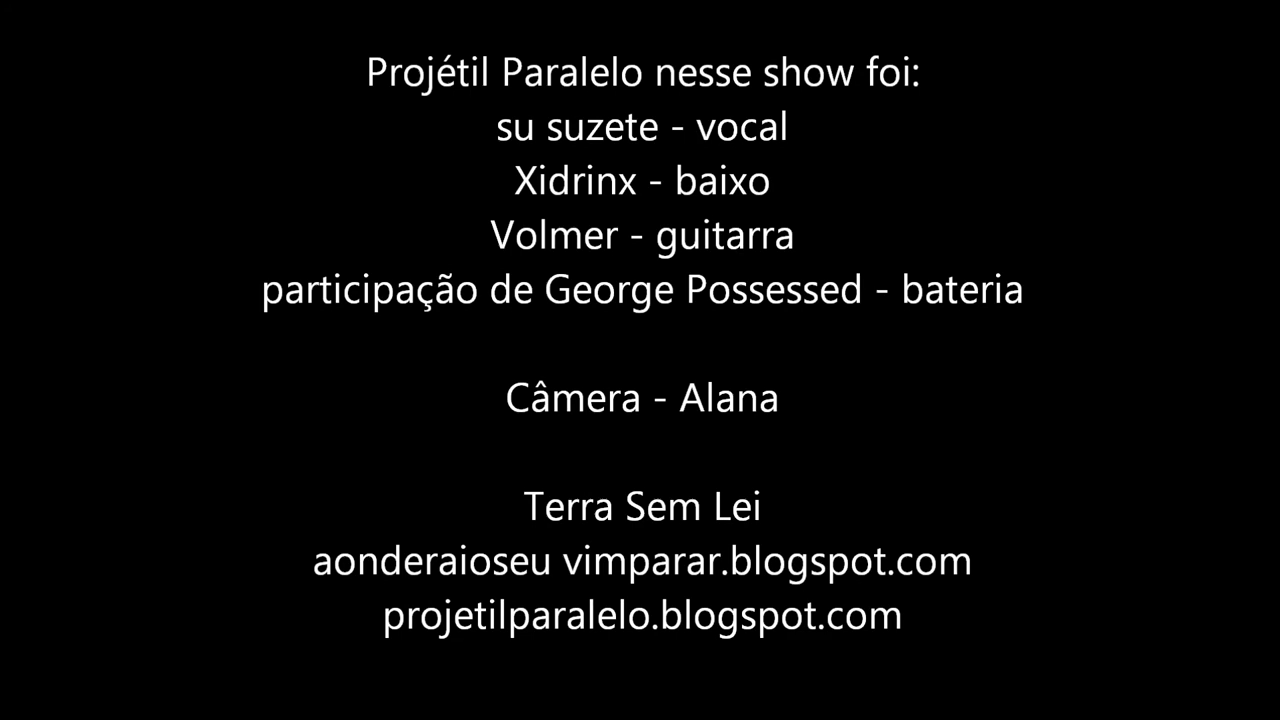 Projétil Paralelo nesse show foi:
su suzete - vocal
Xidrinx - baixo
Volmer - guitarra
participação de George Possessed - bateria
Câmera - Alana
Terra Sem Lei
aonderaioseu vimparar.blogspot.com
projetilparalelo.blogspot.com